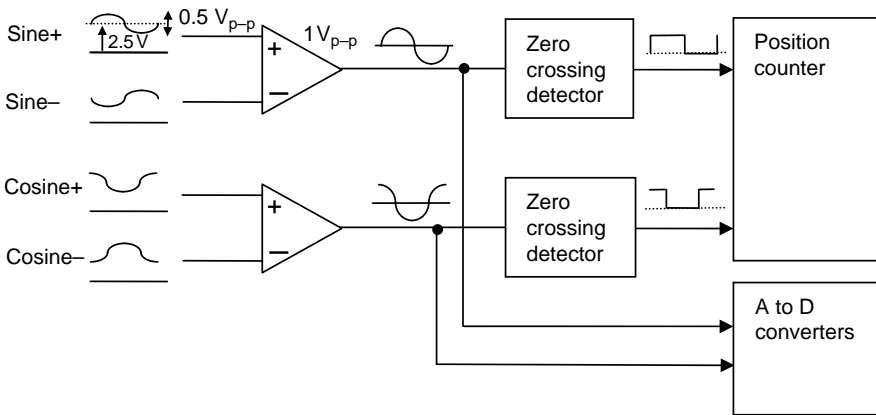 Sine+
2.5 V
0.5 Vp–p
1Vp–p
+
–
Sine–
Zero
crossing
detector
Position
counter
Cosine+
+
–
Cosine–
Zero
crossing
detector
A to D
converters